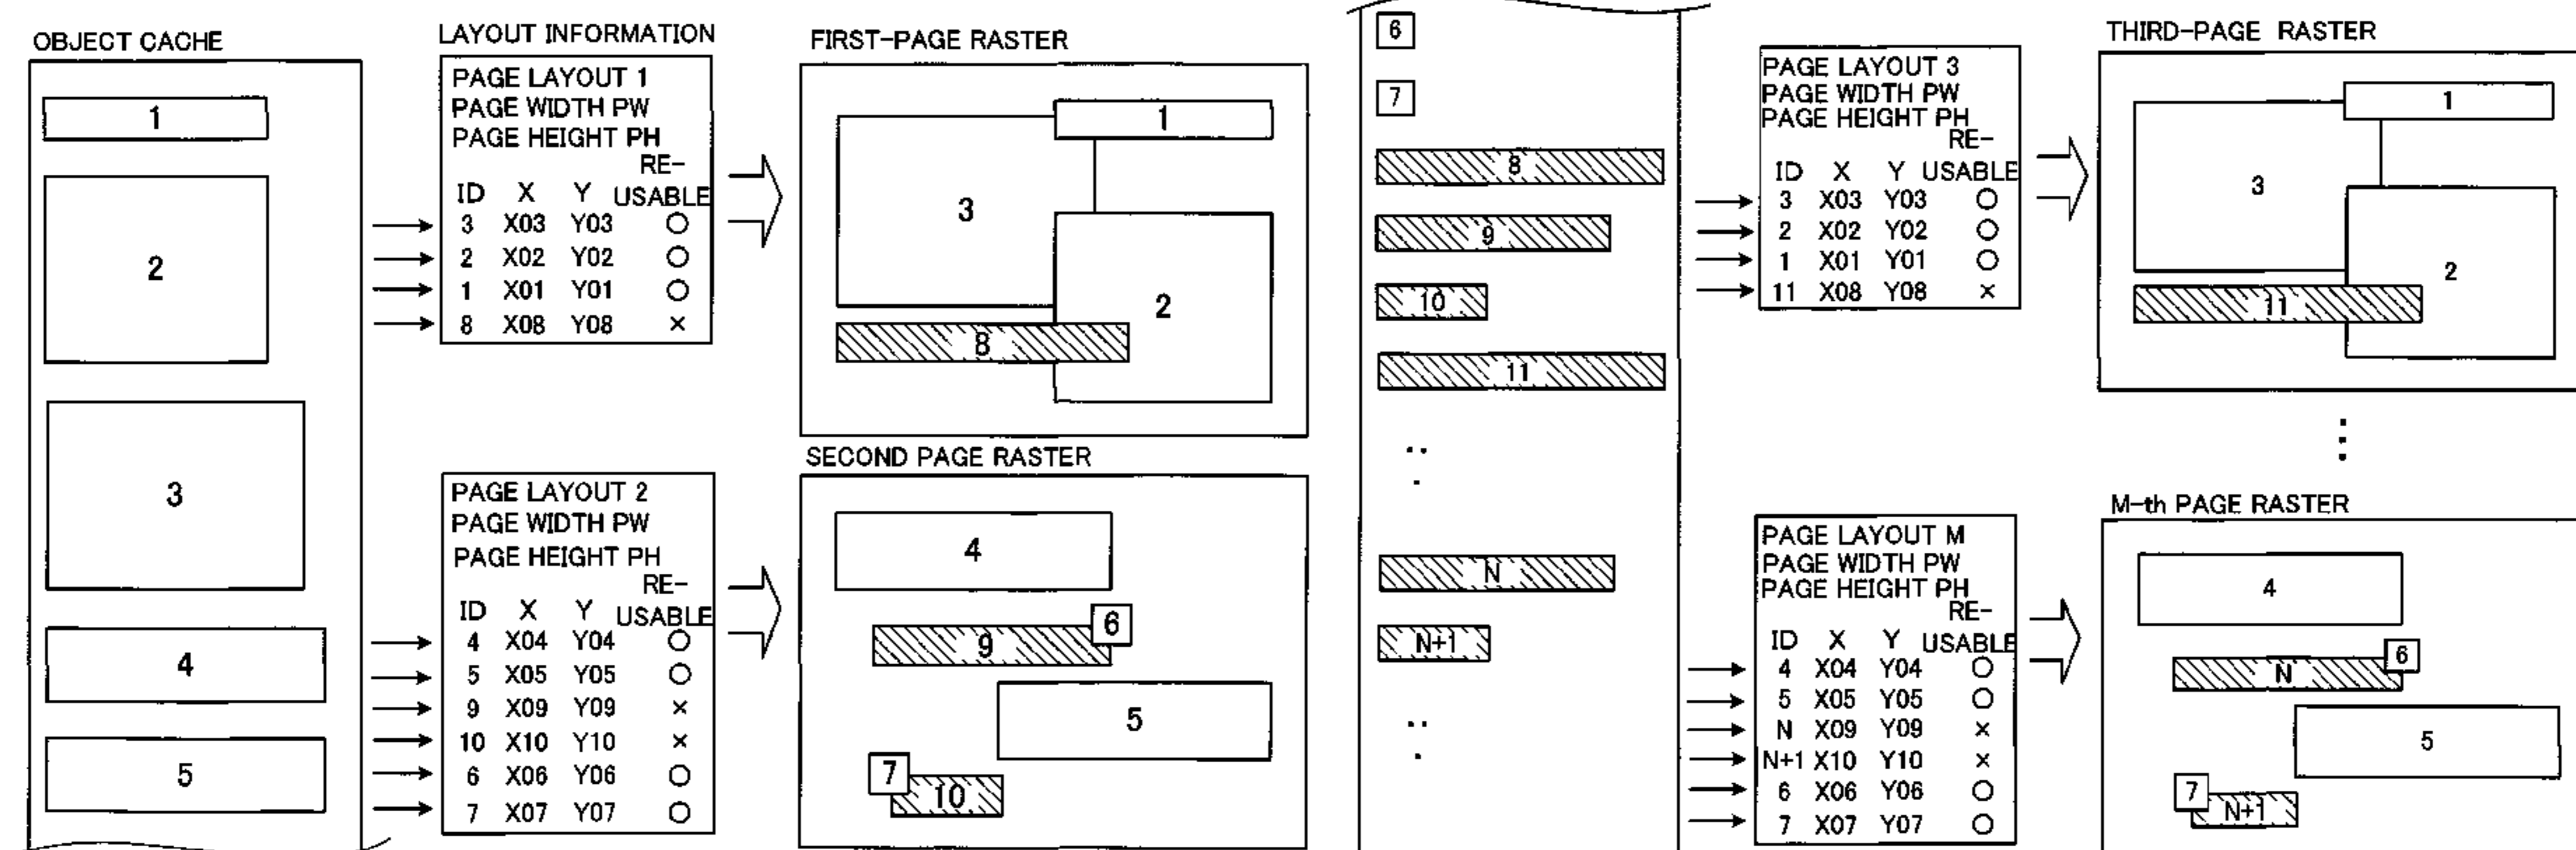 OBJECT CACHE
1
2
3
4
5
LAYOUT INFORMATION
PAGE LAYOUT 1
PAGE WIDTH PW
PAGE HEIGHT PH
RE-
ID X Y USABLE
3 X03 Y03 ○
2 X02 Y02 ○
1 X01 Y01 ○
8 X08 Y08 ×
FIRST-PAGE RASTER
1
3
2
8
PAGE LAYOUT 2
PAGE WIDTH PW
PAGE HEIGHT PH
RE-
ID X Y USABLE
4 X04 Y04 ○
5 X05 Y05 ○
9 X09 Y09 ×
10 X10 Y10 ×
6 X06 Y06 ○
7 X07 Y07 ○
SECOND PAGE RASTER
4
6
9
5
7
10
6
7
8
9
10
11
N
N+1
PAGE LAYOUT 3
PAGE WIDTH PW
PAGE HEIGHT PH
RE-
ID X Y USABLE
3 X03 Y03 ○
2 X02 Y02 ○
1 X01 Y01 ○
11 X08 Y08 ×
THIRD-PAGE RASTER
1
3
2
11
PAGE LAYOUT M
PAGE WIDTH PW
PAGE HEIGHT PH
RE-
ID X Y USABLE
4 X04 Y04 ○
5 X05 Y05 ○
N X09 Y09 ×
N+1 X10 Y10 ×
6 X06 Y06 ○
7 X07 Y07 ○
M-th PAGE RASTER
4
6
N
5
7
N+1